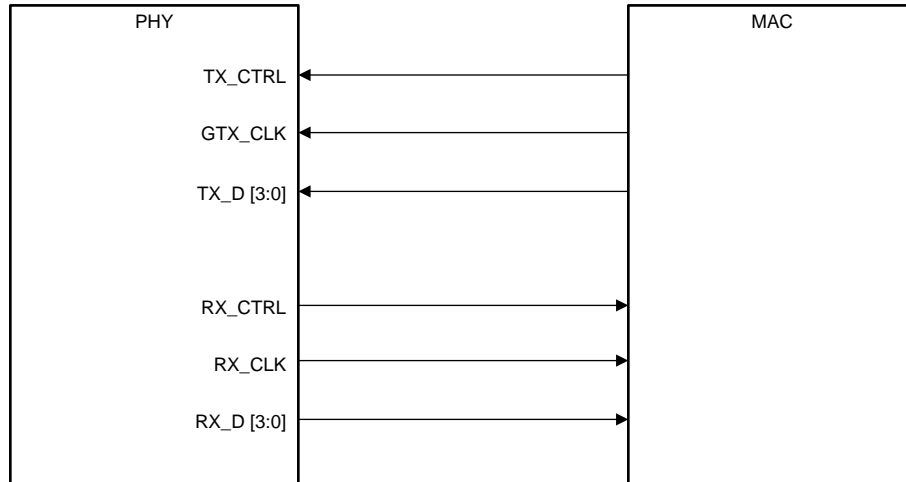 PHY
MAC
TX_CTRL
GTX_CLK
TX_D [3:0]
RX_CTRL
RX_CLK
RX_D [3:0]